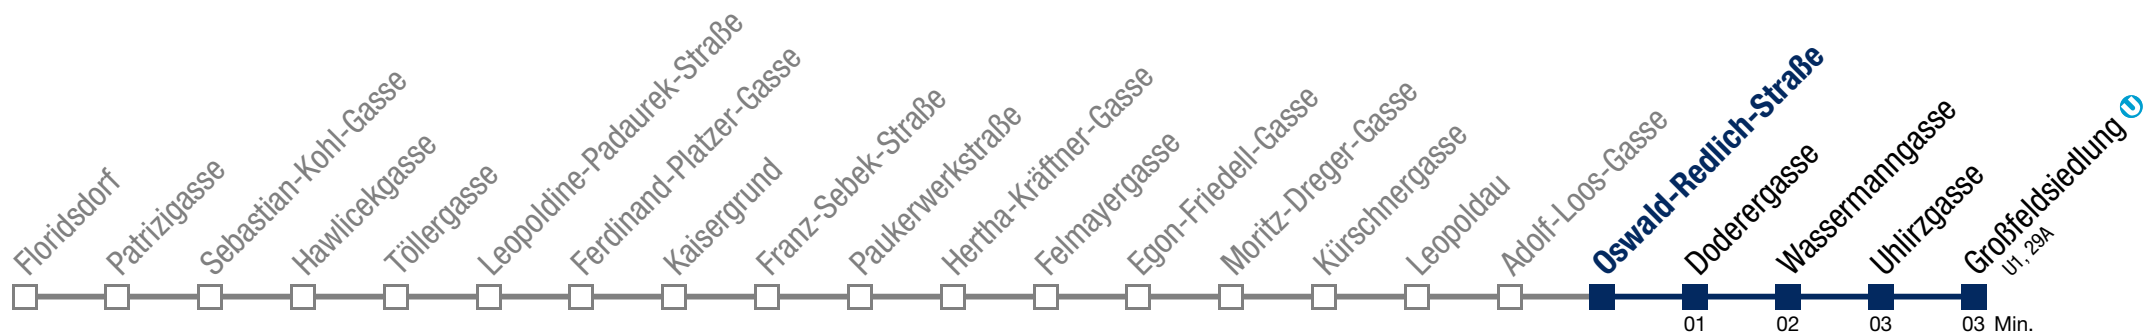 Floridsdorf
Patrizigasse
Sebastian-Kohl-Gasse
Hawlicekgasse
Töllergasse
Leopoldine-Padaurek-Straße
Ferdinand-Platzer-Gasse
Kaisergrund
Franz-Sebek-Straße
Paukerwerkstraße
Hertha-Kräftner-Gasse
Felmayergasse
Egon-Friedell-Gasse
Moritz-Dreger-Gasse
Kürschnergasse
Leopoldau
Adolf-Loos-Gasse
Oswald-Redlich-Straße
Doderergasse
Wassermanngasse
Uhlirzgasse
Großfeldsiedlung U
U1, 29A
01 02 03 03 Min.